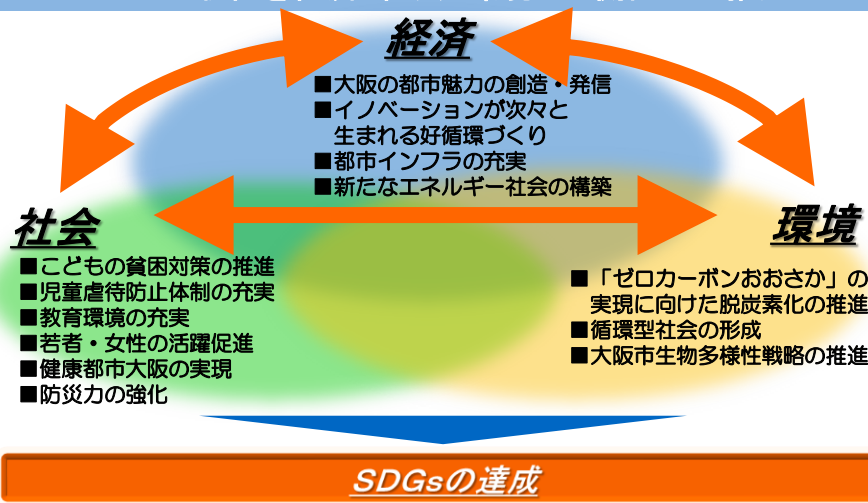 経済
■大阪の都市魅力の創造・発信
■イノベーションが次々と
生まれる好循環づくり
■都市インフラの充実
■新たなエネルギー社会の構築
社会
■こどもの貧困対策の推進
■児童虐待防止体制の充実
■教育環境の充実
■若者・女性の活躍促進
■健康都市大阪の実現
■防災力の強化
環境
■「ゼロカーボンおおさか」の
実現に向けた脱炭素化の推進
■循環型社会の形成
■大阪市生物多様性戦略の推進
SDGsの達成